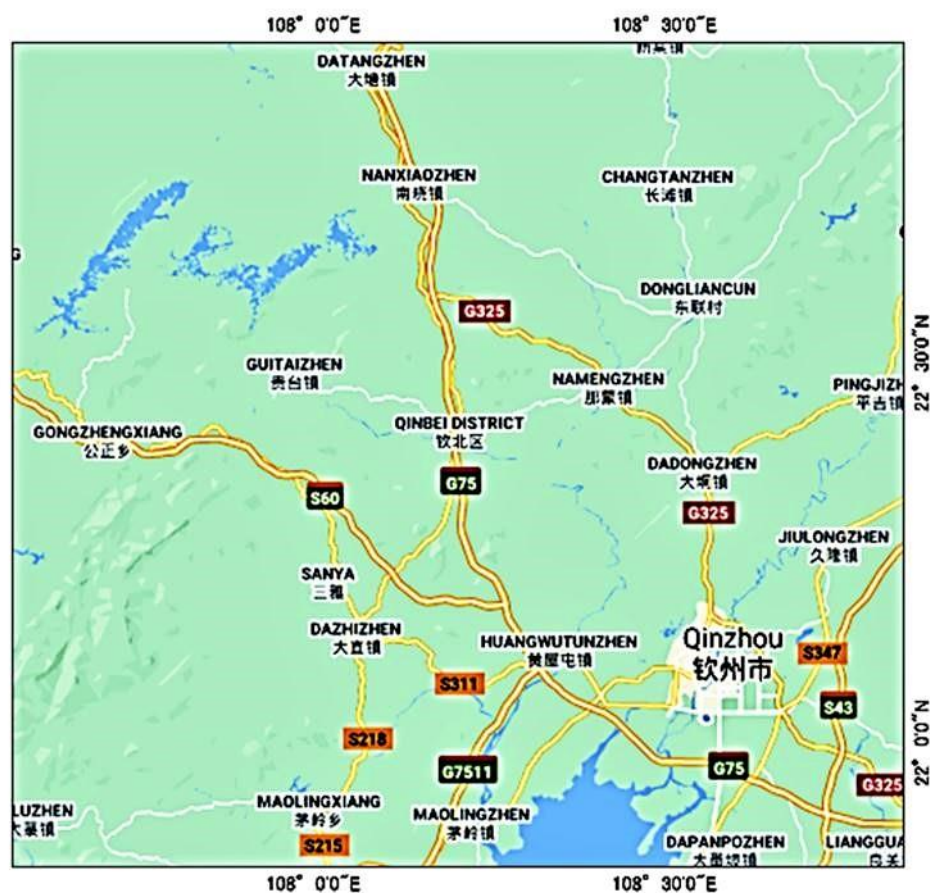 108° 0'0"E
108° 30'0"E
DATANGZHEN
大塘镇
NANXIAOZHEN
南晓镇
CHANGTANZHEN
长滩镇
G
DONGLIANCUN
东联村
G325
22° 30'0"N
GUITAIZHEN
贵台镇
NAMENGZHEN
那蒙镇
PINGJIZH
平吉镇
GONGZHENGXIANG
公正乡
QINBEI DISTRICT
钦北区
DADONGZHEN
大垌镇
G75
S60
G325
JIULONGZHEN
久隆镇
SANYA
三雅
DAZHIZHEN
大直镇
HUANGWUTUNZHEN
黄屋屯镇
Qinzhou
钦州市
S347
S311
S43
S218
22° 0'0"N
G7511
G75
G325
LUZHEN
大菉镇
MAOLINGXIANG
茅岭乡
MAOLINGZHEN
茅岭镇
S215
DAPANPOZHEN
LIANGGUA
108° 0'0"E
108° 30'0"E